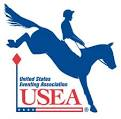 United States
Eventing Association
USEA
®